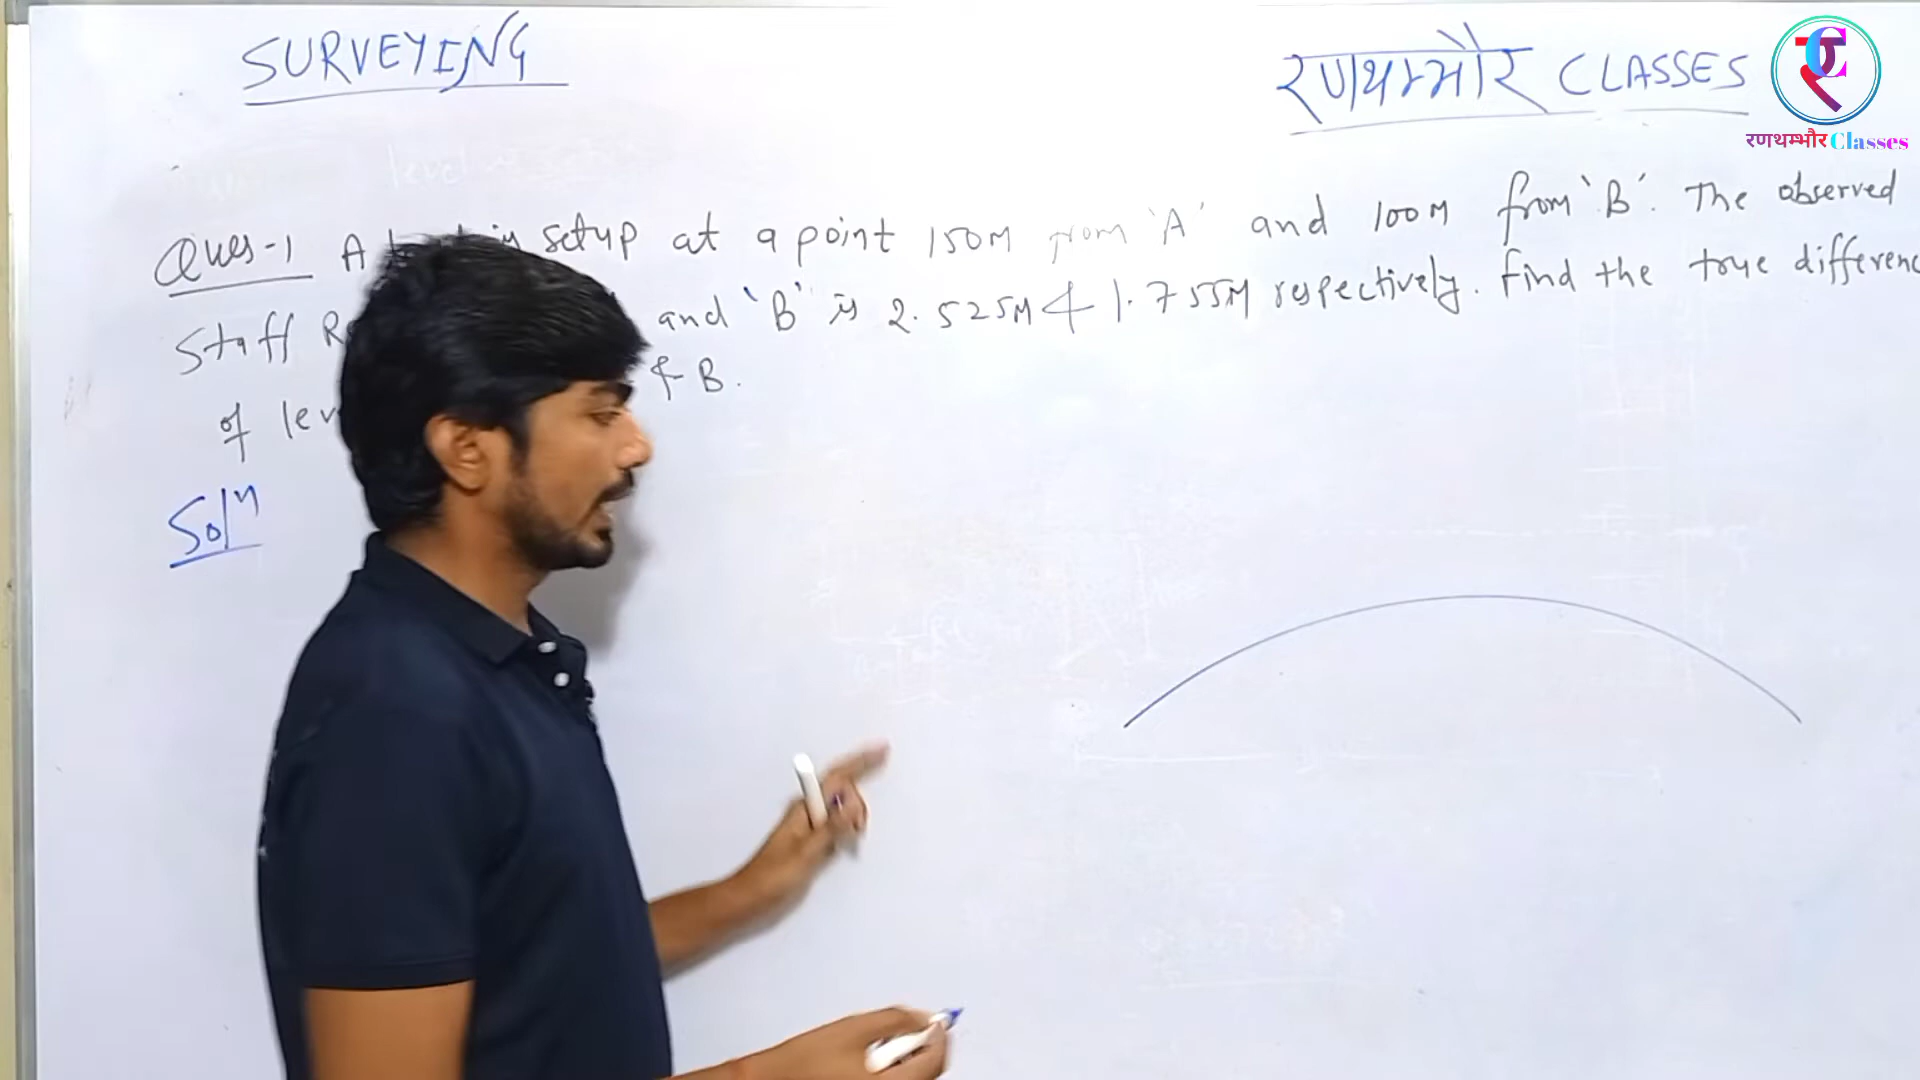 SURVEYING
रणथम्भौर CLASSES
रणथम्भौर Classes
Ques-1 A setup at a point 150M from 'A' and 100M from 'B'. The observed
Staff and 'B' is 2.525M & 1.755M respectively. Find the true differenc
of lev & B.
Sol^n